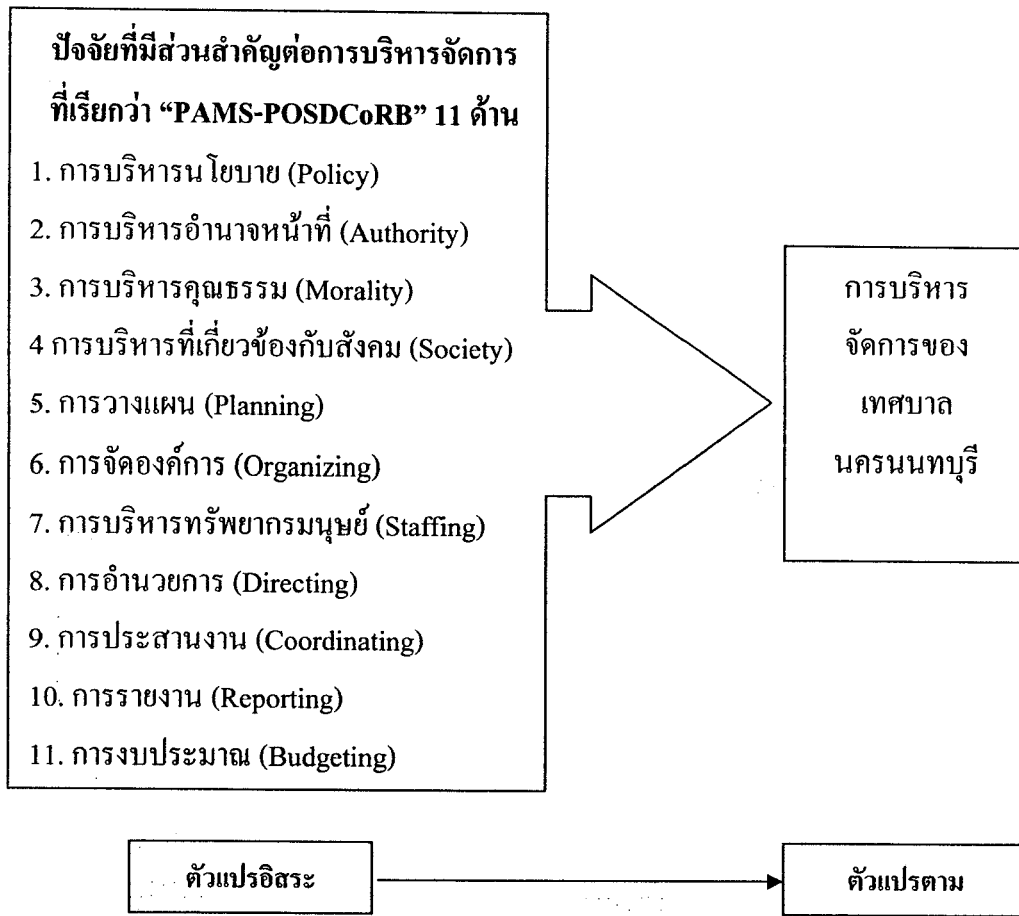 ปัจจัยที่มีส่วนสำคัญต่อการบริหารจัดการ
ที่เรียกว่า “PAMS-POSDCoRB” 11 ด้าน
1. การบริหารนโยบาย (Policy)
2. การบริหารอำนาจหน้าที่ (Authority)
3. การบริหารคุณธรรม (Morality)
4 การบริหารที่เกี่ยวข้องกับสังคม (Society)
5. การวางแผน (Planning)
6. การจัดองค์การ (Organizing)
7. การบริหารทรัพยากรมนุษย์ (Staffing)
8. การอำนวยการ (Directing)
9. การประสานงาน (Coordinating)
10. การรายงาน (Reporting)
11. การงบประมาณ (Budgeting)
การบริหาร
จัดการของ
เทศบาล
นครนนทบุรี
ตัวแปรอิสระ
ตัวแปรตาม